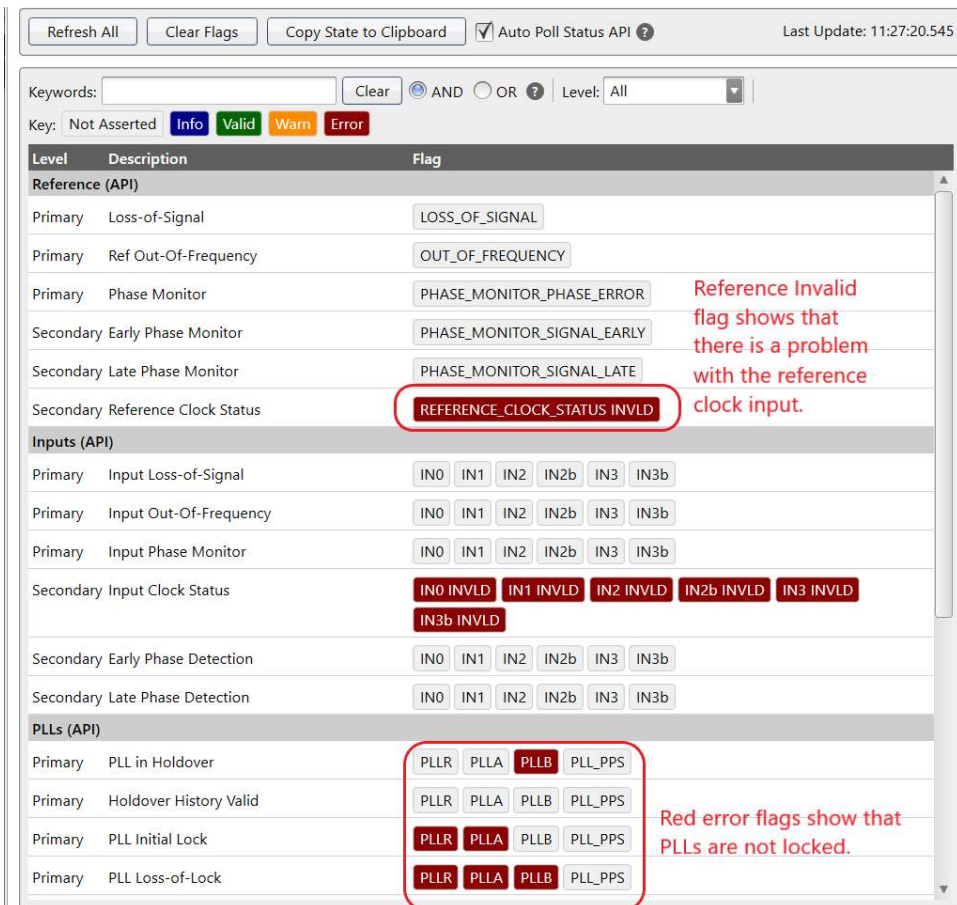 Refresh All Clear Flags Copy State to Clipboard Auto Poll Status API ? Last Update: 11:27:20.545
Keywords: Clear AND OR ? Level: All
Key: Not Asserted Info Valid Warn Error
Level Description Flag
Reference (API)
Primary Loss-of-Signal LOSS_OF_SIGNAL
Primary Ref Out-Of-Frequency OUT_OF_FREQUENCY
Primary Phase Monitor PHASE_MONITOR_PHASE_ERROR
Secondary Early Phase Monitor PHASE_MONITOR_SIGNAL_EARLY
Secondary Late Phase Monitor PHASE_MONITOR_SIGNAL_LATE
Secondary Reference Clock Status REFERENCE_CLOCK_STATUS INVLD
Reference Invalid
flag shows that
there is a problem
with the reference
clock input.
Inputs (API)
Primary Input Loss-of-Signal IN0 IN1 IN2 IN2b IN3 IN3b
Primary Input Out-Of-Frequency IN0 IN1 IN2 IN2b IN3 IN3b
Primary Input Phase Monitor IN0 IN1 IN2 IN2b IN3 IN3b
Secondary Input Clock Status IN0 INVLD IN1 INVLD IN2 INVLD IN2b INVLD IN3 INVLD
IN3b INVLD
Secondary Early Phase Detection IN0 IN1 IN2 IN2b IN3 IN3b
Secondary Late Phase Detection IN0 IN1 IN2 IN2b IN3 IN3b
PLLs (API)
Primary PLL in Holdover PLLR PLLA PLLB PLL_PPS
Primary Holdover History Valid PLLR PLLA PLLB PLL_PPS
Primary PLL Initial Lock PLLR PLLA PLLB PLL_PPS
Primary PLL Loss-of-Lock PLLR PLLA PLLB PLL_PPS
Red error flags show that
PLLs are not locked.